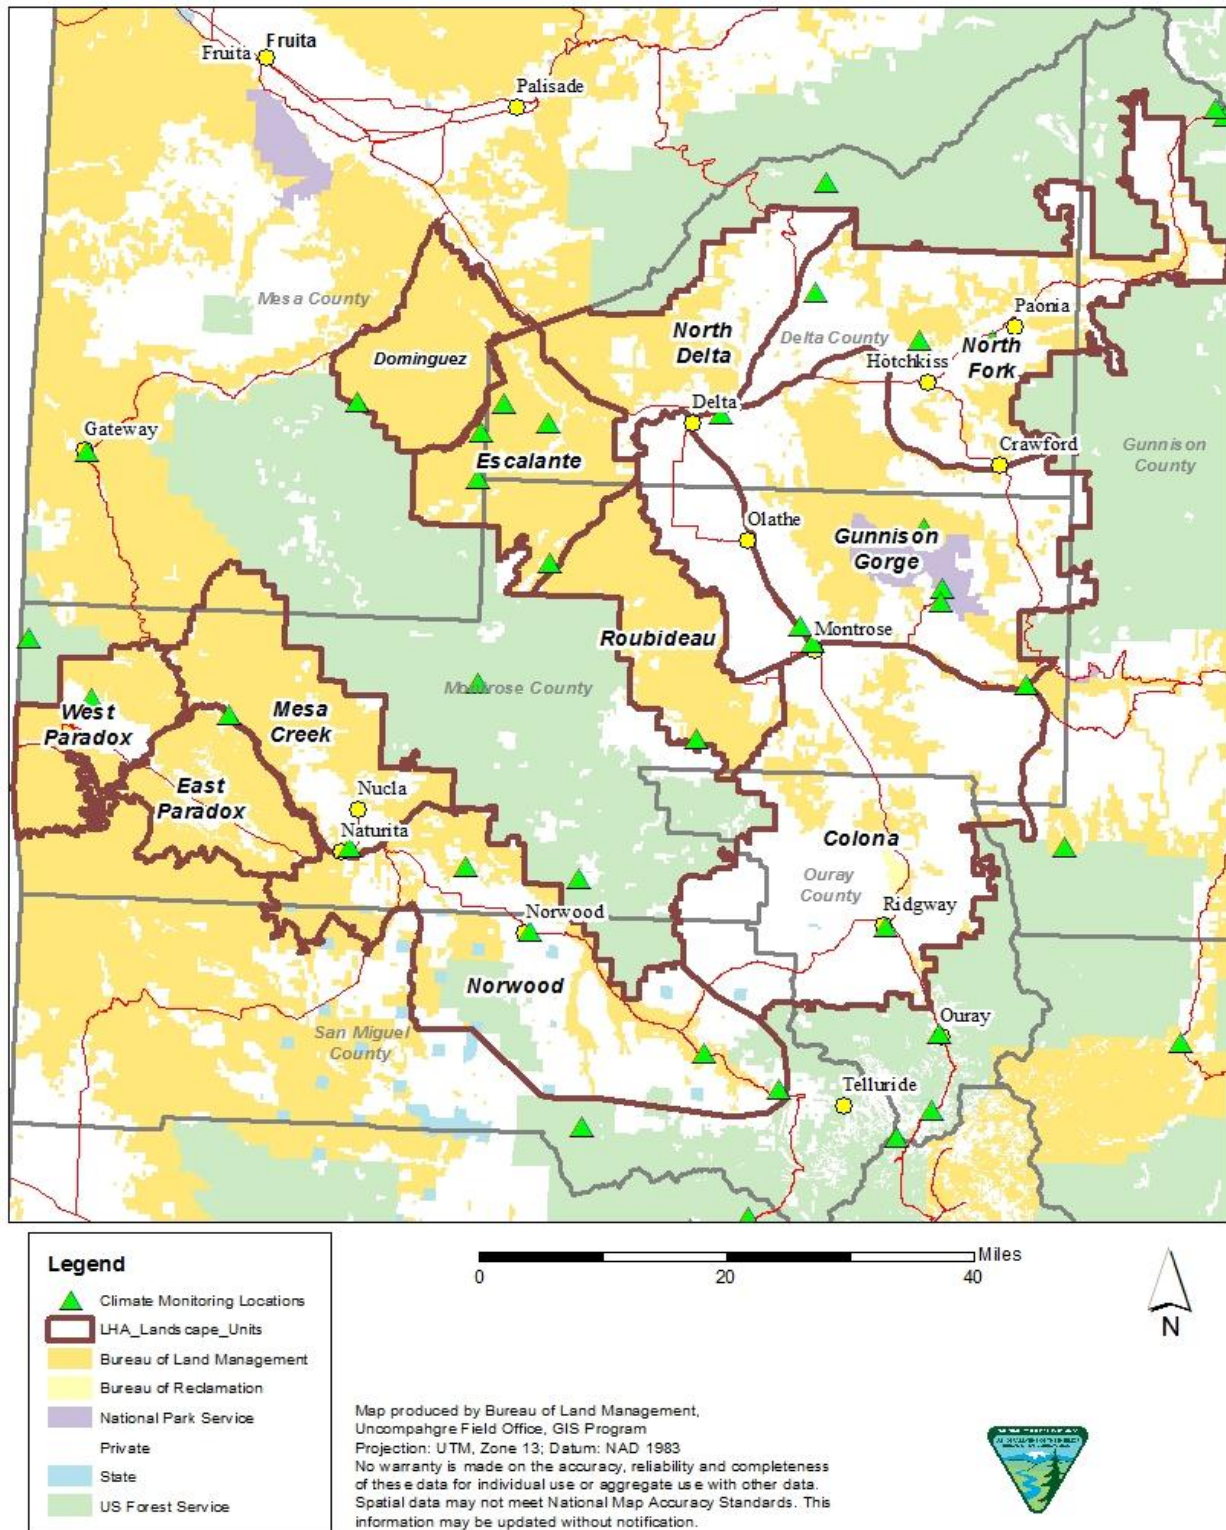 Fruita
Fruita
Palisade
Mesa County
Dominguez
North
Delta
Delta County
Paonia
North
Fork
Hotchkiss
Delta
Gateway
Escalante
Crawford
Gunnison
County
Olathe
Gunnison
Gorge
Roubideau
Montrose
Montrose County
West
Paradox
Mesa
Creek
East
Paradox
Nucla
Naturita
Colona
Ouray
County
Ridgway
Norwood
Norwood
San Miguel
County
Ouray
Telluride
Legend
Climate Monitoring Locations
LHA_Landscape_Units
Bureau of Land Management
Bureau of Reclamation
National Park Service
Private
State
US Forest Service
Miles
0 20 40
N
Map produced by Bureau of Land Management,
Uncompahgre Field Office, GIS Program
Projection: UTM, Zone 13; Datum: NAD 1983
No warranty is made on the accuracy, reliability and completeness
of these data for individual use or aggregate use with other data.
Spatial data may not meet National Map Accuracy Standards. This
information may be updated without notification.